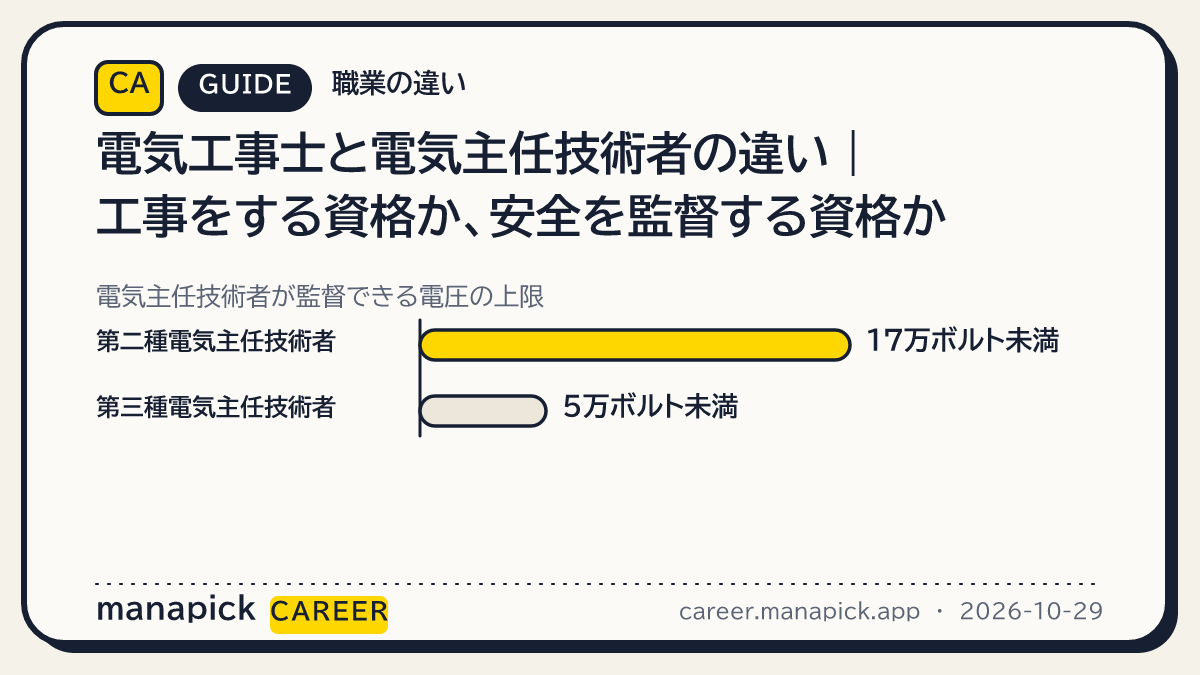 CA GUIDE 職業の違い
電気工事士と電気主任技術者の違い｜
工事をする資格か、安全を監督する資格か
電気主任技術者が監督できる電圧の上限
第二種電気主任技術者 17万ボルト未満
第三種電気主任技術者 5万ボルト未満
manapick CAREER career.manapick.app ・ 2026-10-29